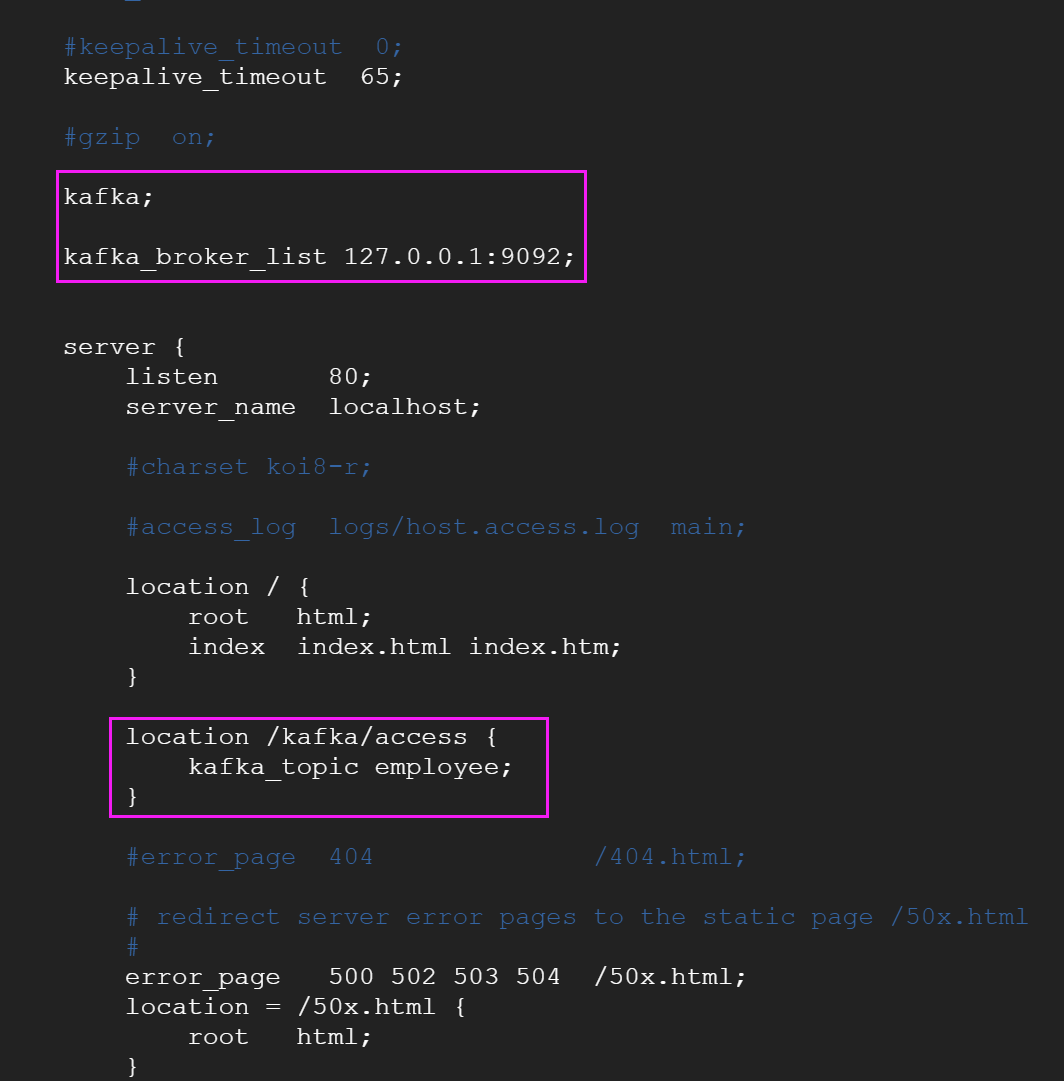 #keepalive_timeout  0;
keepalive_timeout  65;
#gzip  on;
kafka;
kafka_broker_list 127.0.0.1:9092;
server {
listen       80;
server_name  localhost;
#charset koi8-r;
#access_log  logs/host.access.log  main;
location / {
root   html;
index  index.html index.htm;
}
location /kafka/access {
kafka_topic employee;
}
#error_page  404              /404.html;
# redirect server error pages to the static page /50x.html
#
error_page   500 502 503 504  /50x.html;
location = /50x.html {
root   html;
}